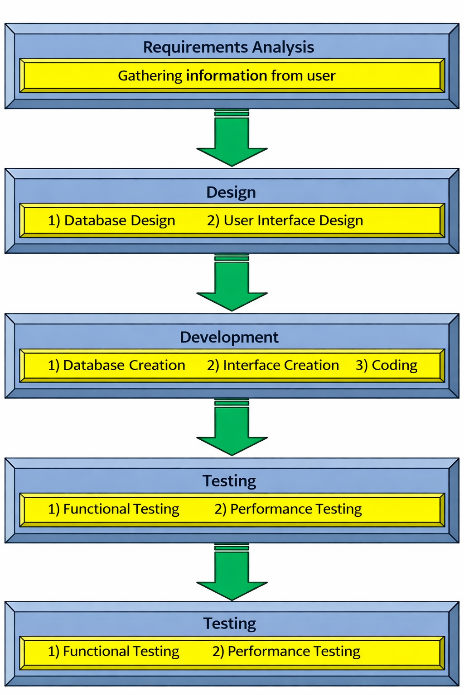 Requirements Analysis
Gathering information from user
Design
1) Database Design 2) User Interface Design
Development
1) Database Creation 2) Interface Creation 3) Coding
Testing
1) Functional Testing 2) Performance Testing
Testing
1) Functional Testing 2) Performance Testing